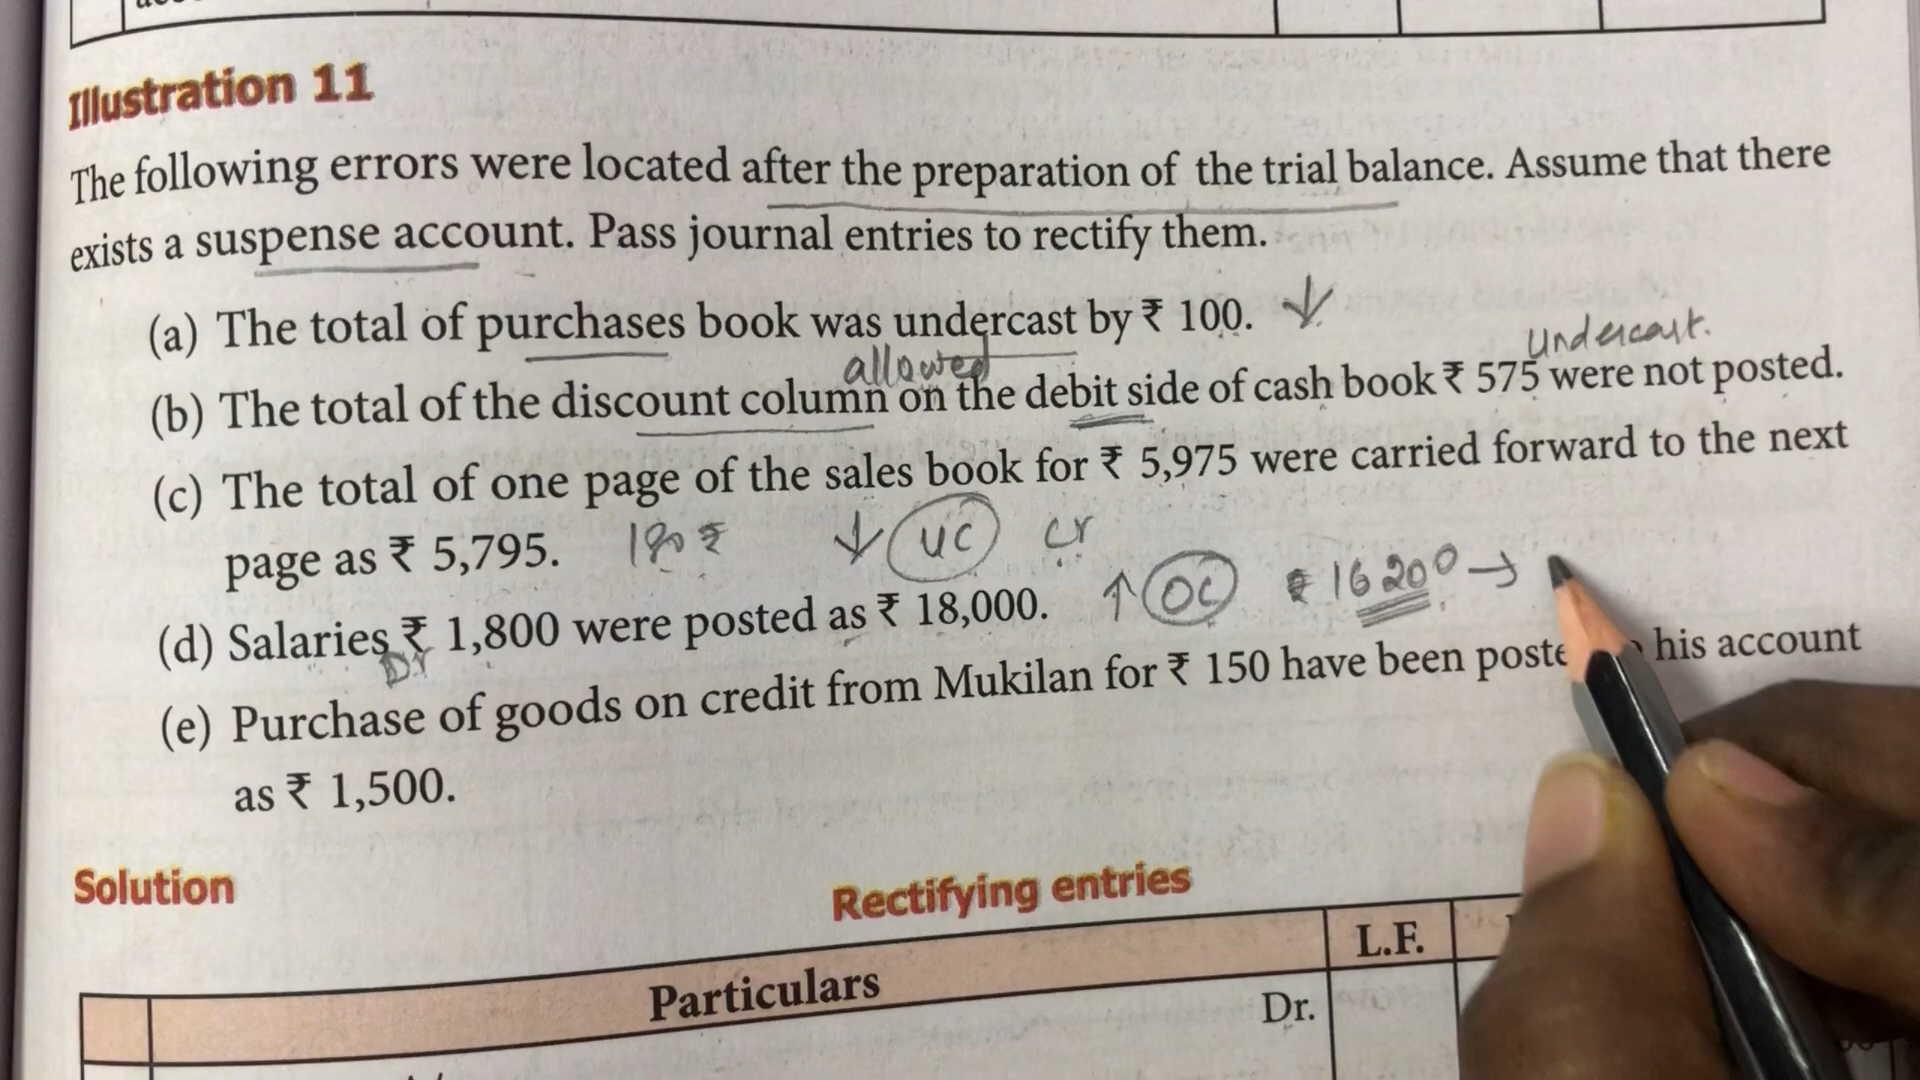 Illustration 11
The following errors were located after the preparation of the trial balance. Assume that there
exists a suspense account. Pass journal entries to rectify them.
(a) The total of purchases book was undercast by ₹ 100. ↓
undercast.
allowed
(b) The total of the discount column on the debit side of cash book ₹ 575 were not posted.
(c) The total of one page of the sales book for ₹ 5,975 were carried forward to the next
page as ₹ 5,795. 180 ₹ ↓ UC Cr
(d) Salaries ₹ 1,800 were posted as ₹ 18,000. ↑ OC ₹ 16200 →
Dr
(e) Purchase of goods on credit from Mukilan for ₹ 150 have been poste his account
as ₹ 1,500.
Solution
Rectifying entries
Particulars L.F.
Dr.